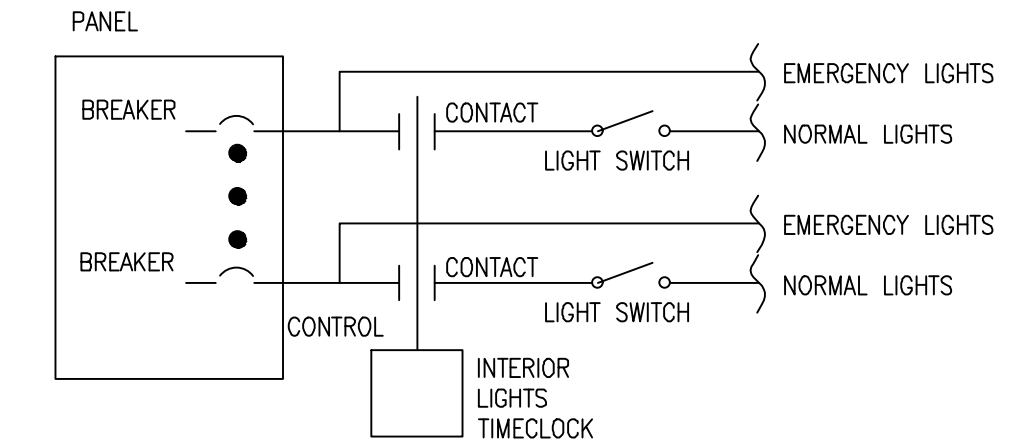 PANEL
BREAKER
CONTACT
EMERGENCY LIGHTS
NORMAL LIGHTS
LIGHT SWITCH
BREAKER
CONTACT
EMERGENCY LIGHTS
NORMAL LIGHTS
LIGHT SWITCH
CONTROL
INTERIOR
LIGHTS
TIMECLOCK